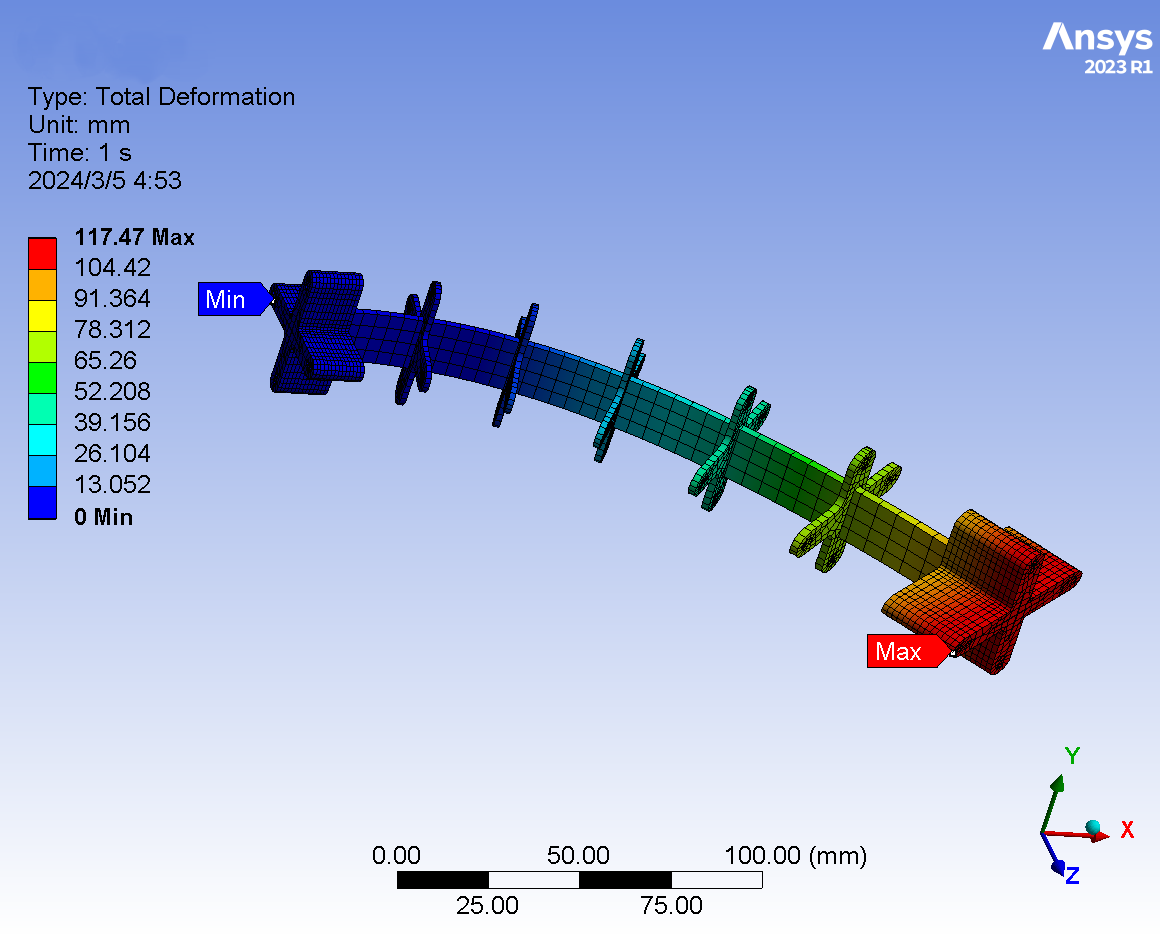 Ansys
2023 R1
Type: Total Deformation
Unit: mm
Time: 1 s
2024/3/5 4:53
117.47 Max
104.42
91.364
78.312
65.26
52.208
39.156
26.104
13.052
0 Min
Min
Max
Y
X
Z
0.00 50.00 100.00 (mm)
25.00 75.00